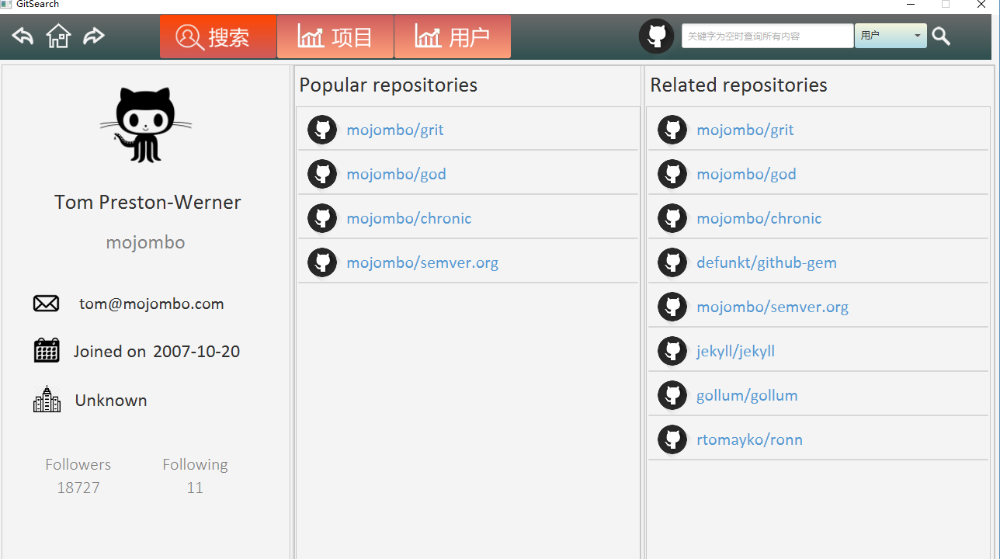 GitSearch
搜索
项目
用户
关键字为空时查询所有内容
用户
Tom Preston-Werner
mojombo
tom@mojombo.com
Joined on 2007-10-20
Unknown
Followers
18727
Following
11
Popular repositories
mojombo/grit
mojombo/god
mojombo/chronic
mojombo/semver.org
Related repositories
mojombo/grit
mojombo/god
mojombo/chronic
defunkt/github-gem
mojombo/semver.org
jekyll/jekyll
gollum/gollum
rtomayko/ronn